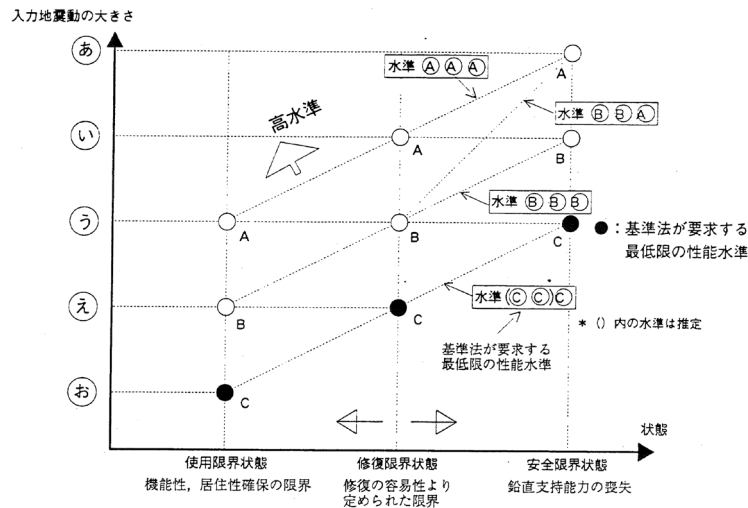 入力地震動の大きさ
あ
水準 Ⓐ Ⓐ Ⓐ
A
水準 Ⓑ Ⓑ Ⓐ
高水準
い
A
B
水準 Ⓑ Ⓑ Ⓑ
う
A
B
C
●：基準法が要求する
最低限の性能水準
え
B
C
水準(Ⓒ Ⓒ)Ⓒ
＊（）内の水準は推定
基準法が要求する
最低限の性能水準
お
C
状態
使用限界状態
機能性，居住性確保の限界
修復限界状態
修復の容易性より
定められた限界
安全限界状態
鉛直支持能力の喪失